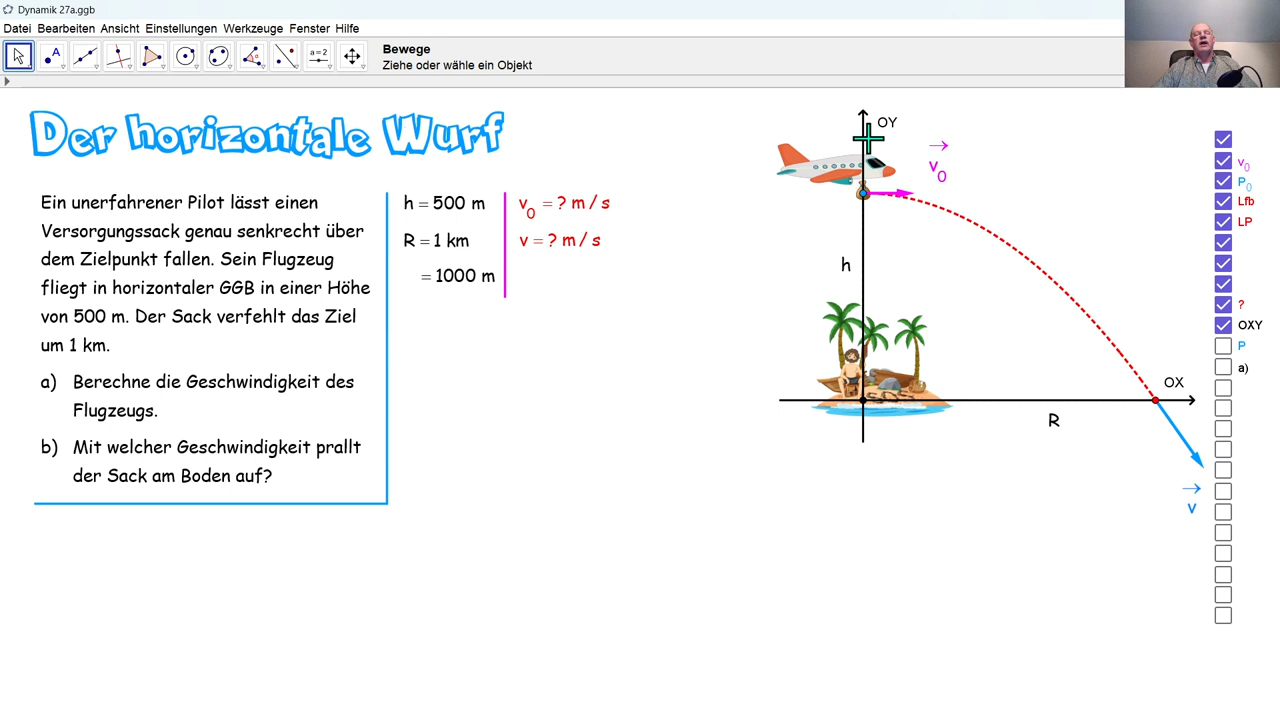 Dynamik 27a.ggb
Datei Bearbeiten Ansicht Einstellungen Werkzeuge Fenster Hilfe
A
a=2
Bewege
Ziehe oder wähle ein Objekt
Der horizontale Wurf
Ein unerfahrener Pilot lässt einen
Versorgungssack genau senkrecht über
dem Zielpunkt fallen. Sein Flugzeug
fliegt in horizontaler GGB in einer Höhe
von 500 m. Der Sack verfehlt das Ziel
um 1 km.
a) Berechne die Geschwindigkeit des
Flugzeugs.
b) Mit welcher Geschwindigkeit prallt
der Sack am Boden auf?
h = 500 m
R = 1 km
= 1000 m
v₀ = ? m / s
v = ? m / s
OY
v₀
h
SOS
OX
R
v
v₀
P₀
Lfb
LP
?
OXY
P
a)